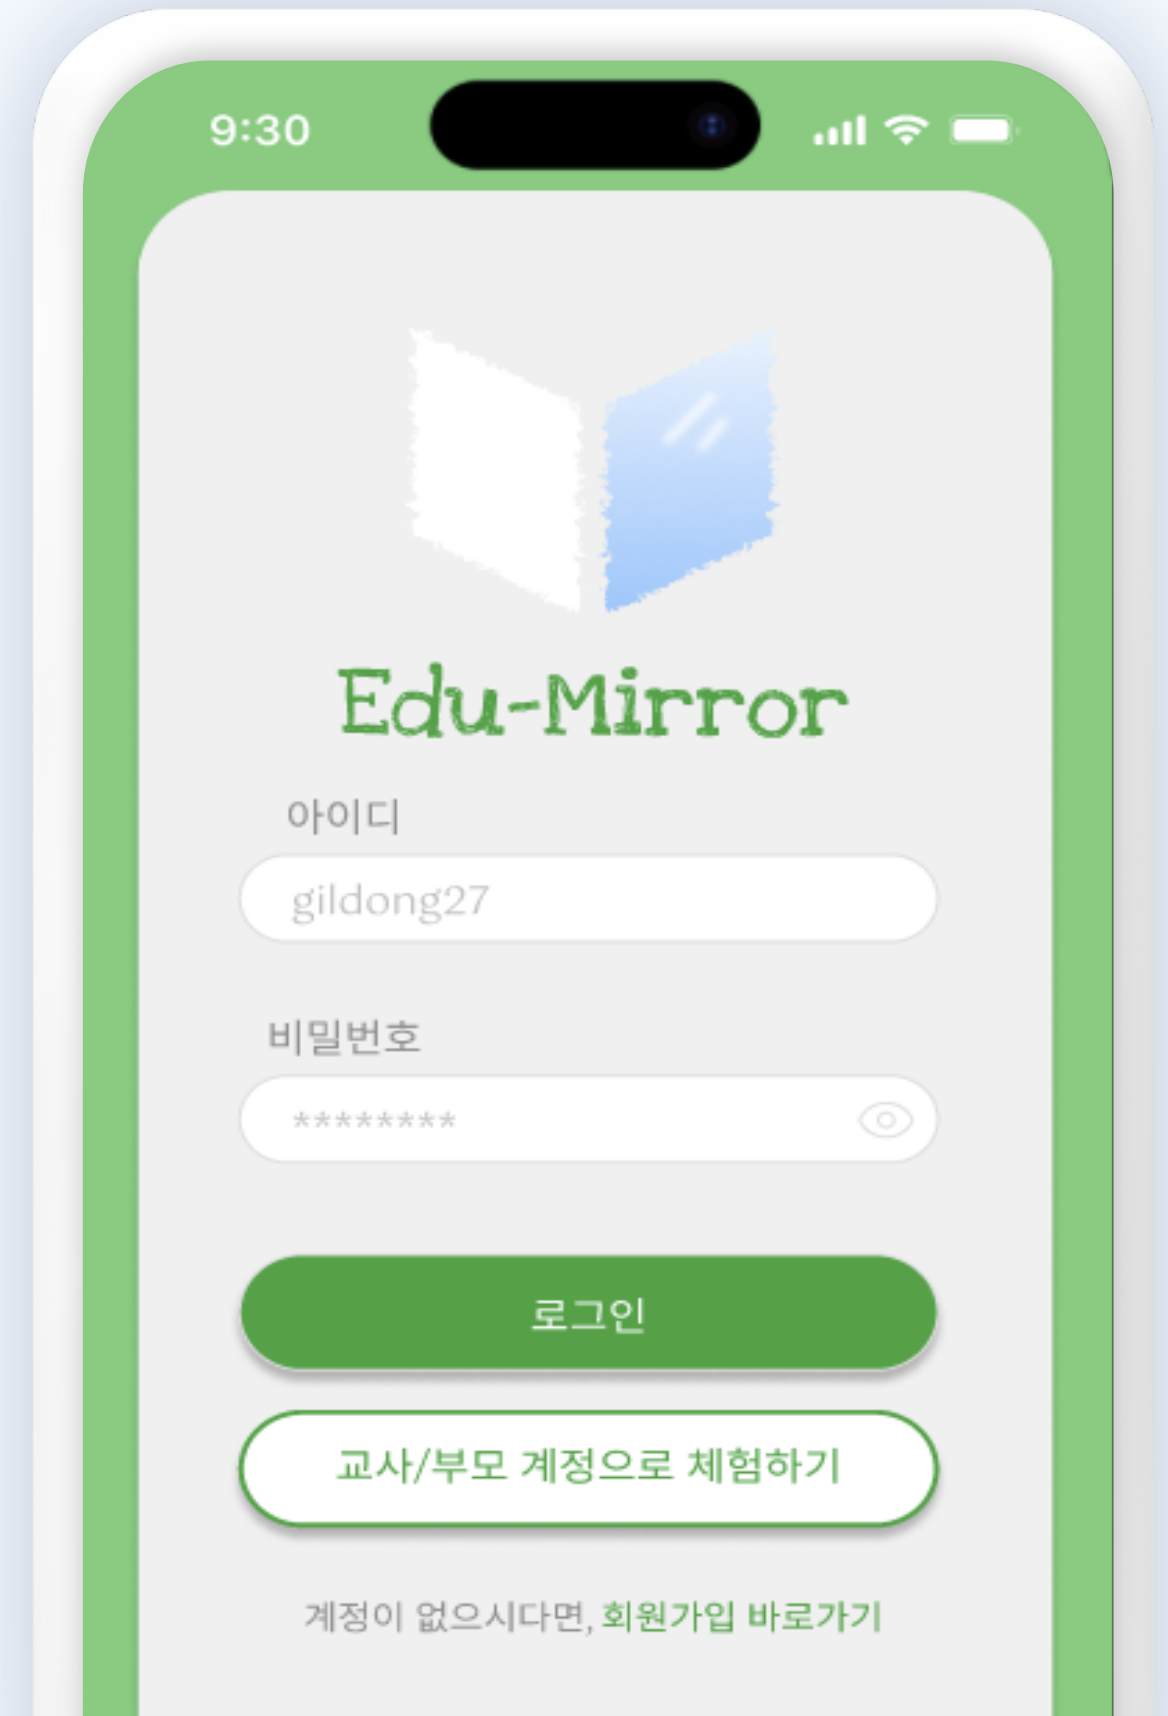 9:30
Edu-Mirror
아이디
gildong27
비밀번호
********
로그인
교사/부모 계정으로 체험하기
계정이 없으시다면, 회원가입 바로가기